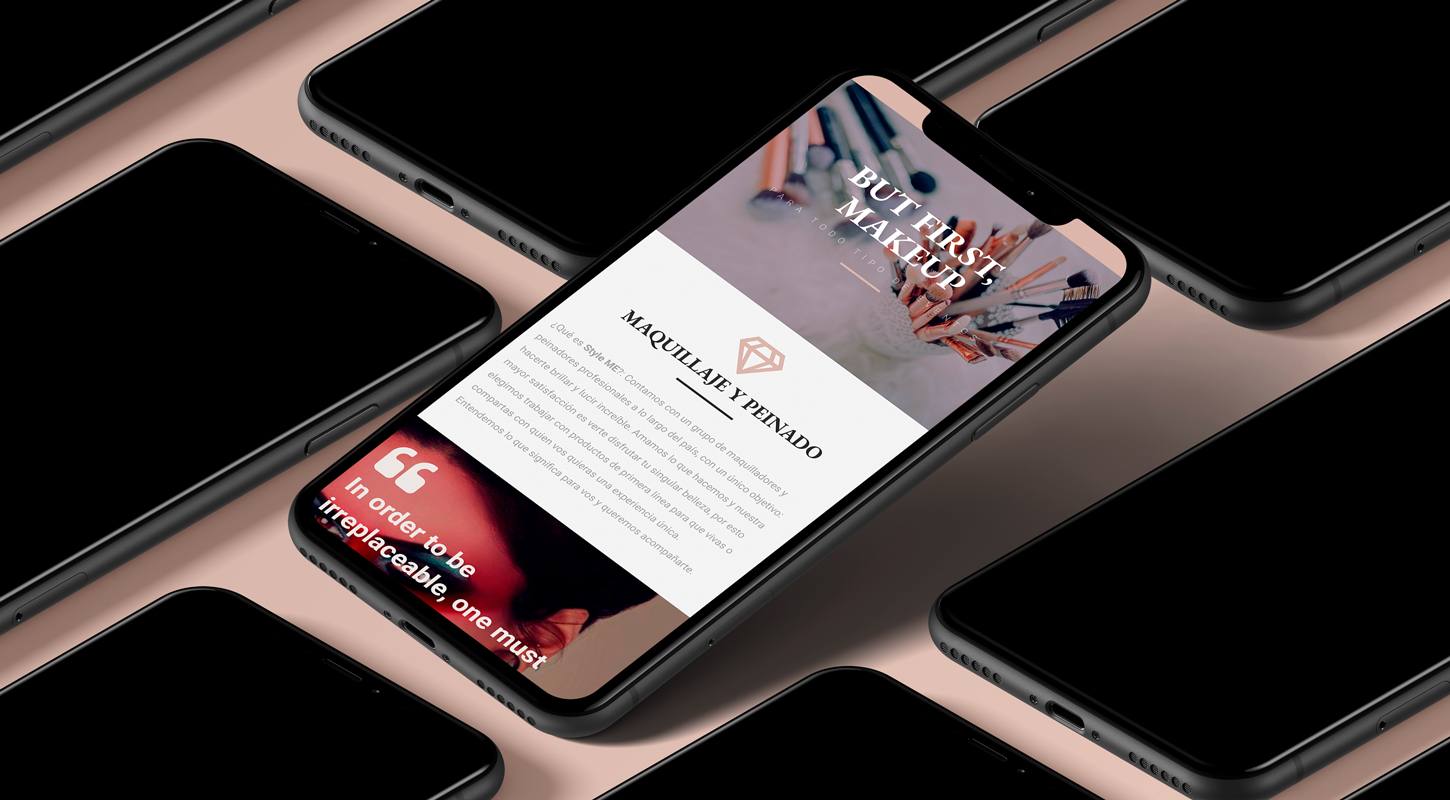 BUT FIRST,
MAKEUP
PARA TODO TIPO
MAQUILLAJE Y PEINADO
¿Qué es Style ME?: Contamos con un grupo de maquilladores y
peinadores profesionales a lo largo del país, con un único objetivo:
hacerte brillar y lucir increíble. Amamos lo que hacemos y nuestra
mayor satisfacción es verte disfrutar tu singular belleza, por esto
elegimos trabajar con productos de primera línea para que vivas o
compartas con quien vos quieras una experiencia única.
Entendemos lo que significa para vos y queremos acompañarte.
“
In order to be
irreplaceable, one must